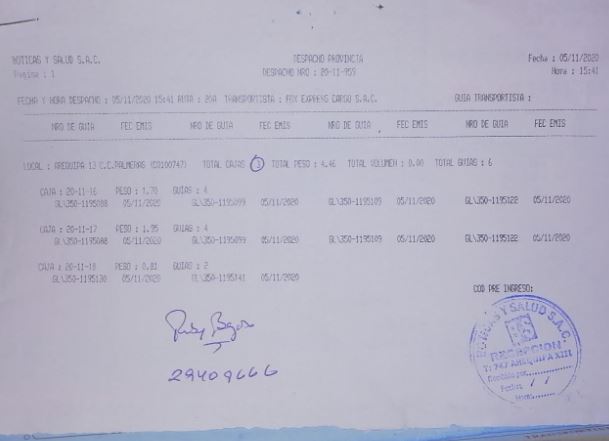 BOTICAS Y SALUD S.A.C. DESPACHO PROVINCIA Fecha : 05/11/2020
Pagina : 1 DESPACHO NRO : 20-11-959 Hora : 15:41
FECHA Y HORA DESPACHO : 05/11/2020 15:41 RUTA : 20A TRANSPORTISTA : FOX EXPRESS CARGO S.A.C. GUIA TRANSPORTISTA :
NRO DE GUIA FEC EMIS NRO DE GUIA FEC EMIS NRO DE GUIA FEC EMIS NRO DE GUIA FEC EMIS
LOCAL : AREQUIPA 13 C.C.PALMERAS (C0100747) TOTAL CAJAS 3 TOTAL PESO : 4.46 TOTAL VOLUMEN : 0.00 TOTAL GUIAS : 6
CAJA : 20-11-16 PESO : 1.70 GUIAS : 4
GL\350-1195088 05/11/2020 GL\350-1195099 05/11/2020 GL\350-1195109 05/11/2020 GL\350-1195122 05/11/2020
CAJA : 20-11-17 PESO : 1.95 GUIAS : 4
GL\350-1195088 05/11/2020 GL\350-1195099 05/11/2020 GL\350-1195109 05/11/2020 GL\350-1195122 05/11/2020
CAJA : 20-11-18 PESO : 0.81 GUIAS : 2
GL\350-1195130 05/11/2020 GL\350-1195141 05/11/2020
COD PRE INGRESO:
BOTICAS Y SALUD S.A.C.
RECEPCION
T: 747 AREQUIPA XIII
Recibido por:
Fecha: / /
Hora:
29409666